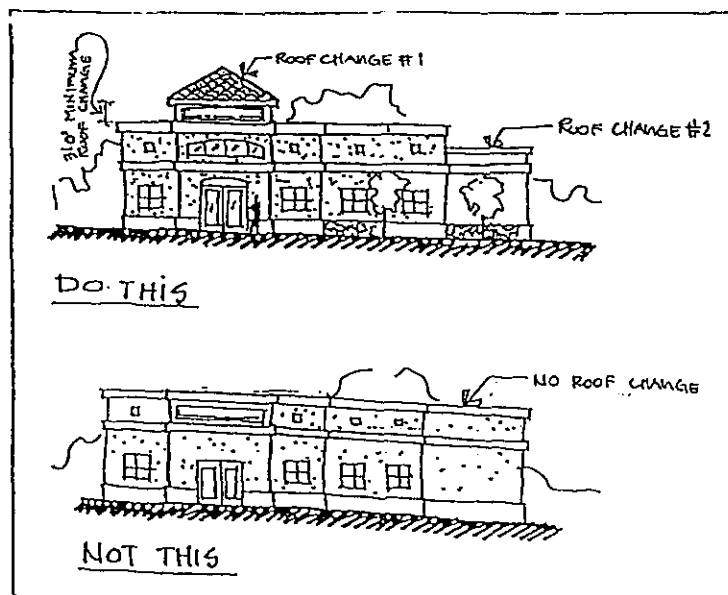 ROOF CHANGE #1
3'0" MINIMUM
ROOF CHANGE
ROOF CHANGE #2
DO THIS
NO ROOF CHANGE
NOT THIS